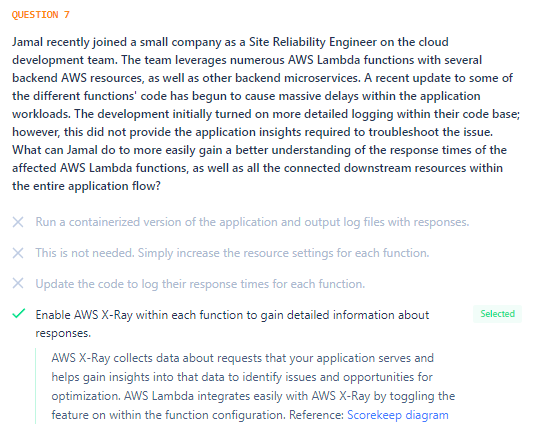 QUESTION 7
Jamal recently joined a small company as a Site Reliability Engineer on the cloud
development team. The team leverages numerous AWS Lambda functions with several
backend AWS resources, as well as other backend microservices. A recent update to some of
the different functions' code has begun to cause massive delays within the application
workloads. The development initially turned on more detailed logging within their code base;
however, this did not provide the application insights required to troubleshoot the issue.
What can Jamal do to more easily gain a better understanding of the response times of the
affected AWS Lambda functions, as well as all the connected downstream resources within
the entire application flow?
Run a containerized version of the application and output log files with responses.
This is not needed. Simply increase the resource settings for each function.
Update the code to log their response times for each function.
Enable AWS X-Ray within each function to gain detailed information about
responses.
Selected
AWS X-Ray collects data about requests that your application serves and
helps gain insights into that data to identify issues and opportunities for
optimization. AWS Lambda integrates easily with AWS X-Ray by toggling the
feature on within the function configuration. Reference: Scorekeep diagram